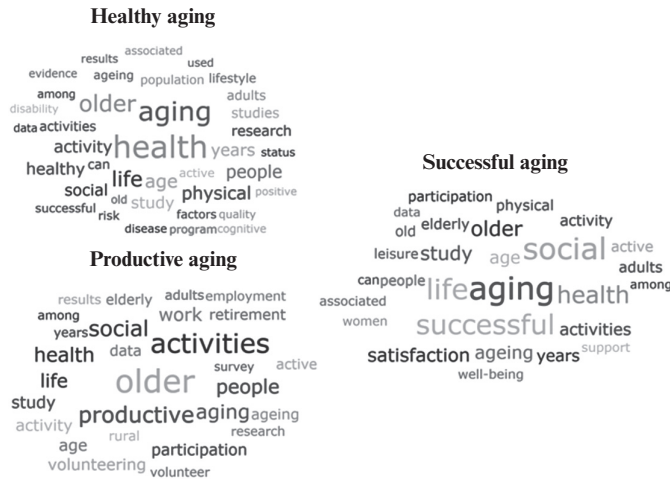 Healthy aging
associated
results used
evidence ageing population lifestyle
among older aging adults
disability studies
data activities research
activity health years status
healthy can people
life age active
social physical positive
old study
successful risk factors quality
disease program cognitive
Productive aging
results elderly adults employment
among work retirement
years social
data activities
health survey active
life older people
study productive aging ageing
activity rural research
age participation
volunteering volunteer
Successful aging
participation physical
data
old elderly older activity
leisure study age social active
adults
can people life aging health among
associated
women successful activities
satisfaction ageing years support
well-being